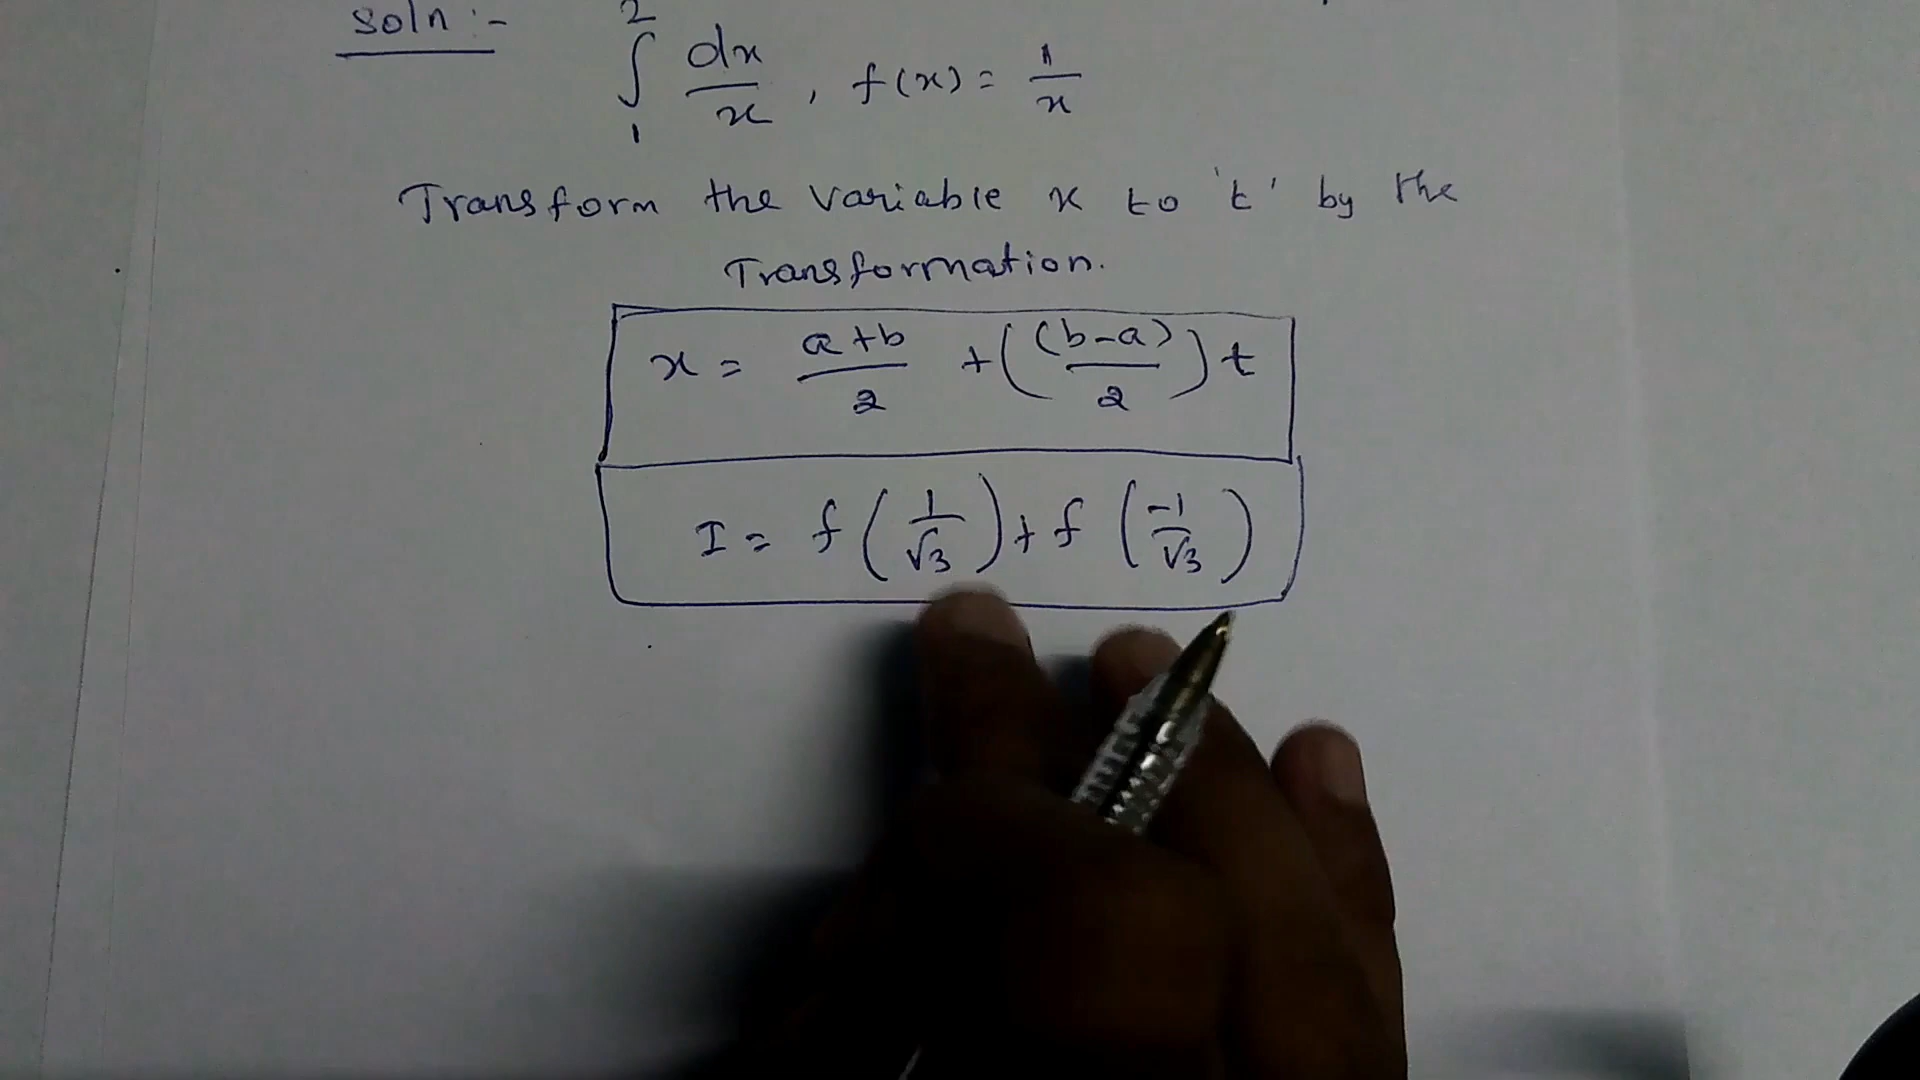 Soln :- ∫₁² dx/x , f(x) = 1/x
Transform the variable x to 't' by the
Transformation.
x = (a+b)/2 + ((b-a)/2) t
I = f(1/√3) + f(-1/√3)